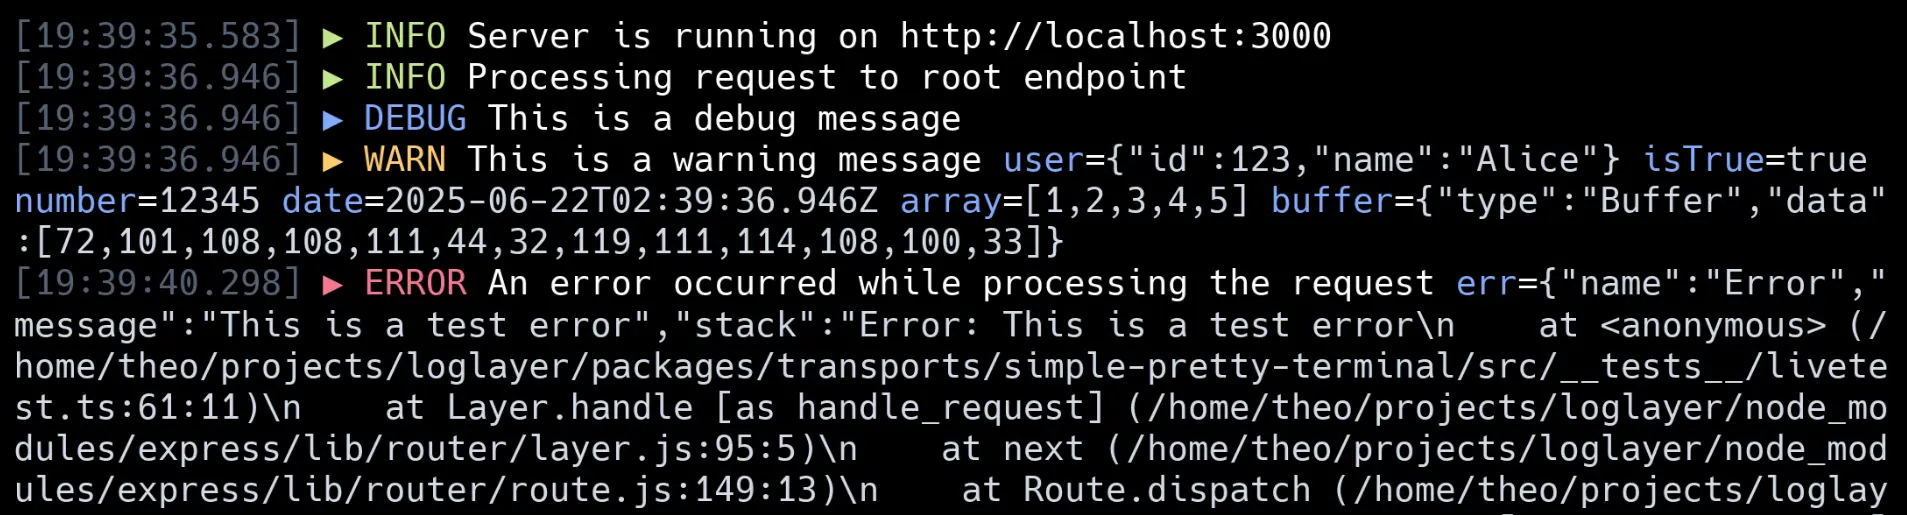 [19:39:35.583] ▶ INFO Server is running on http://localhost:3000
[19:39:36.946] ▶ INFO Processing request to root endpoint
[19:39:36.946] ▶ DEBUG This is a debug message
[19:39:36.946] ▶ WARN This is a warning message user={"id":123,"name":"Alice"} isTrue=true
number=12345 date=2025-06-22T02:39:36.946Z array=[1,2,3,4,5] buffer={"type":"Buffer","data"
:[72,101,108,108,111,44,32,119,111,114,108,100,33]}
[19:39:40.298] ▶ ERROR An error occurred while processing the request err={"name":"Error","
message":"This is a test error","stack":"Error: This is a test error\n    at <anonymous> (/
home/theo/projects/loglayer/packages/transports/simple-pretty-terminal/src/__tests__/livete
st.ts:61:11)\n    at Layer.handle [as handle_request] (/home/theo/projects/loglayer/node_mo
dules/express/lib/router/layer.js:95:5)\n    at next (/home/theo/projects/loglayer/node_mod
ules/express/lib/router/route.js:149:13)\n    at Route.dispatch (/home/theo/projects/loglay